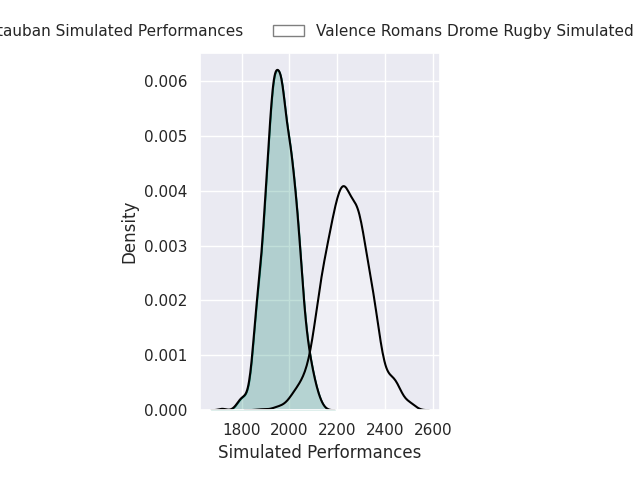 tauban Simulated Performances Valence Romans Drome Rugby Simulated
0.006
0.005
0.004
0.003
0.002
0.001
0.000
Density
1800 2000 2200 2400 2600
Simulated Performances